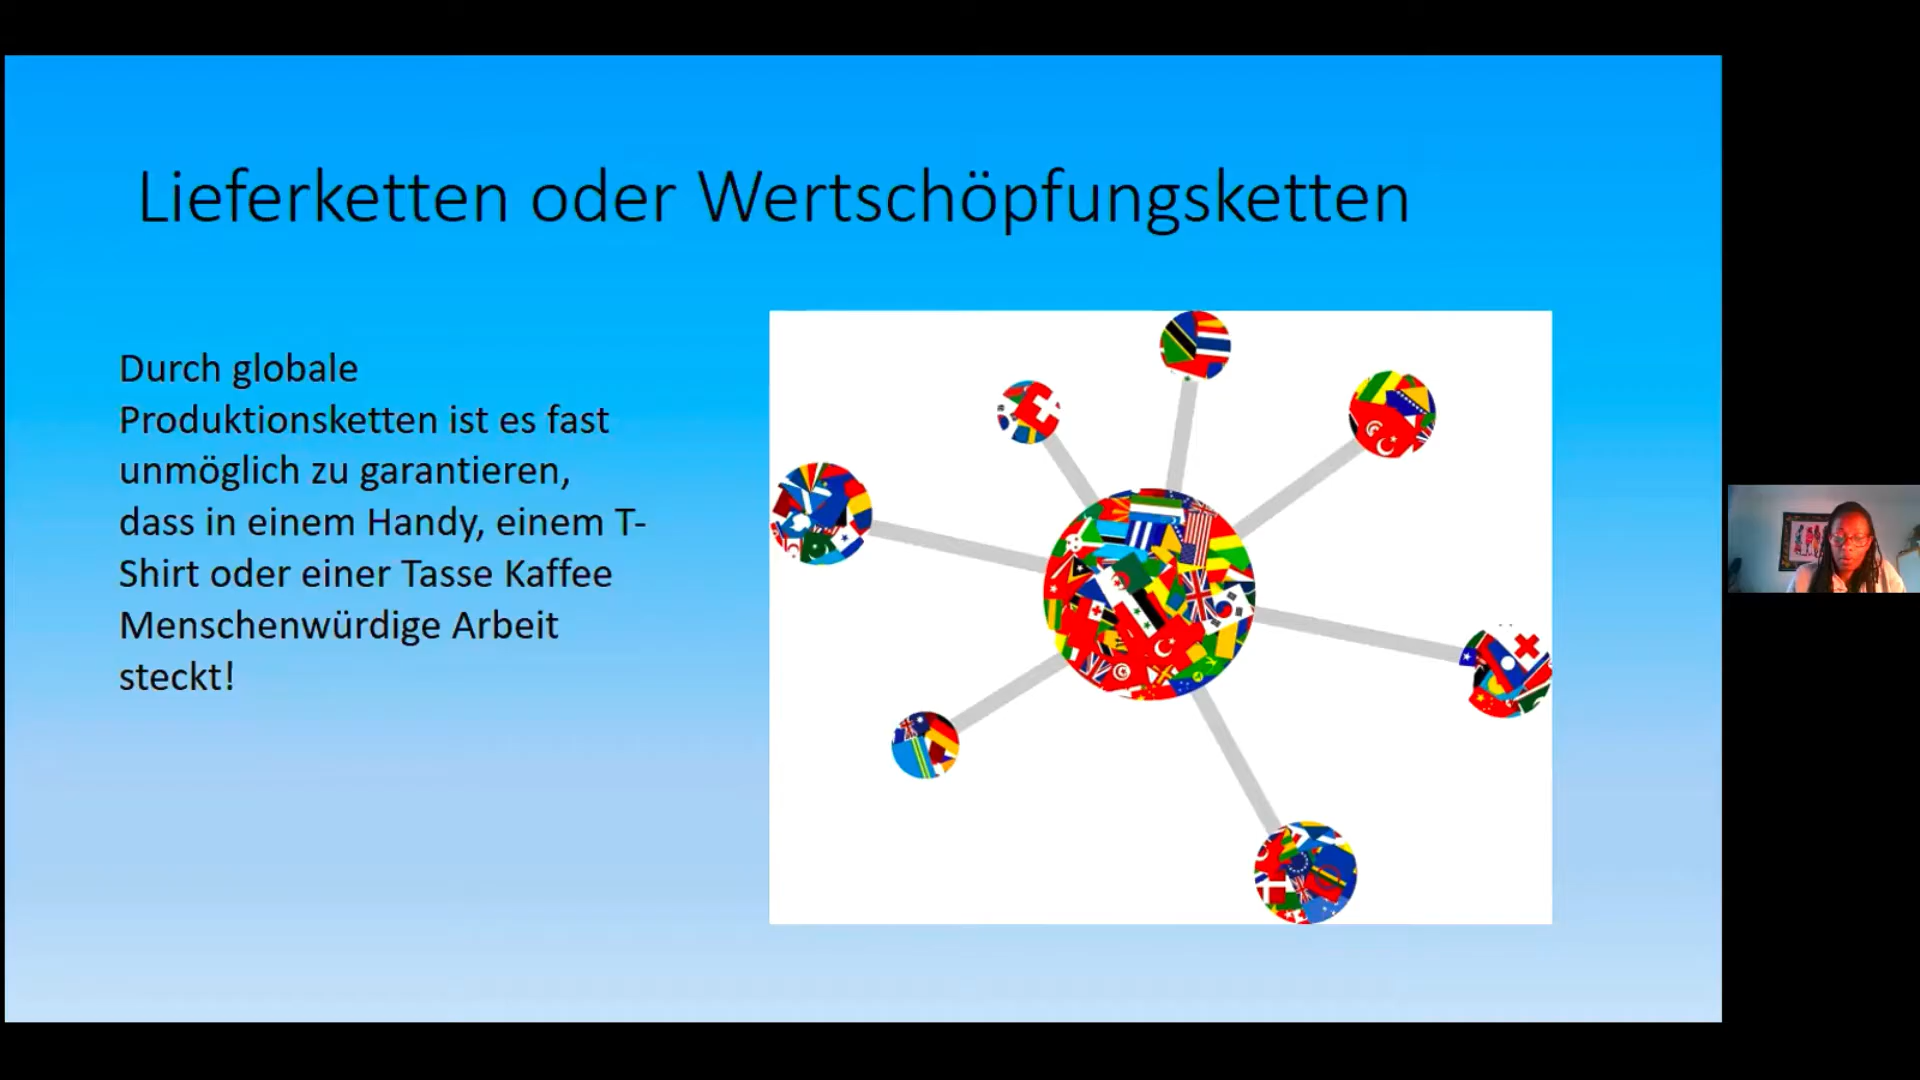 Lieferketten oder Wertschöpfungsketten
Durch globale
Produktionsketten ist es fast
unmöglich zu garantieren,
dass in einem Handy, einem T-
Shirt oder einer Tasse Kaffee
Menschenwürdige Arbeit
steckt!